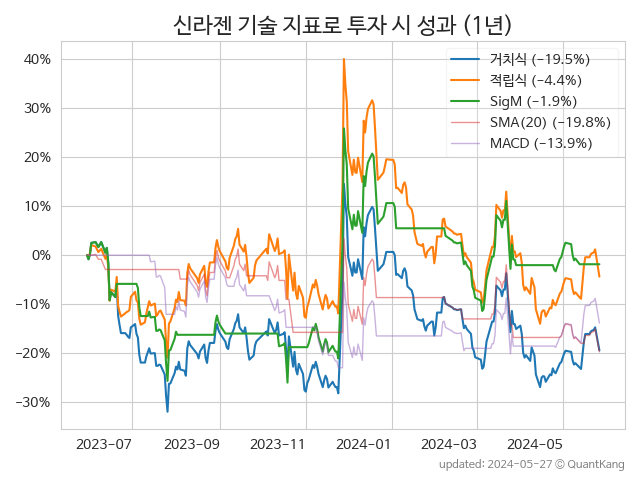 신라젠 기술 지표로 투자 시 성과 (1년)
거치식 (−19.5%)
적립식 (−4.4%)
SigM (−1.9%)
SMA(20) (−19.8%)
MACD (−13.9%)
40%
30%
20%
10%
0%
−10%
−20%
−30%
2023-07 2023-09 2023-11 2024-01 2024-03 2024-05
updated: 2024-05-27 © QuantKang